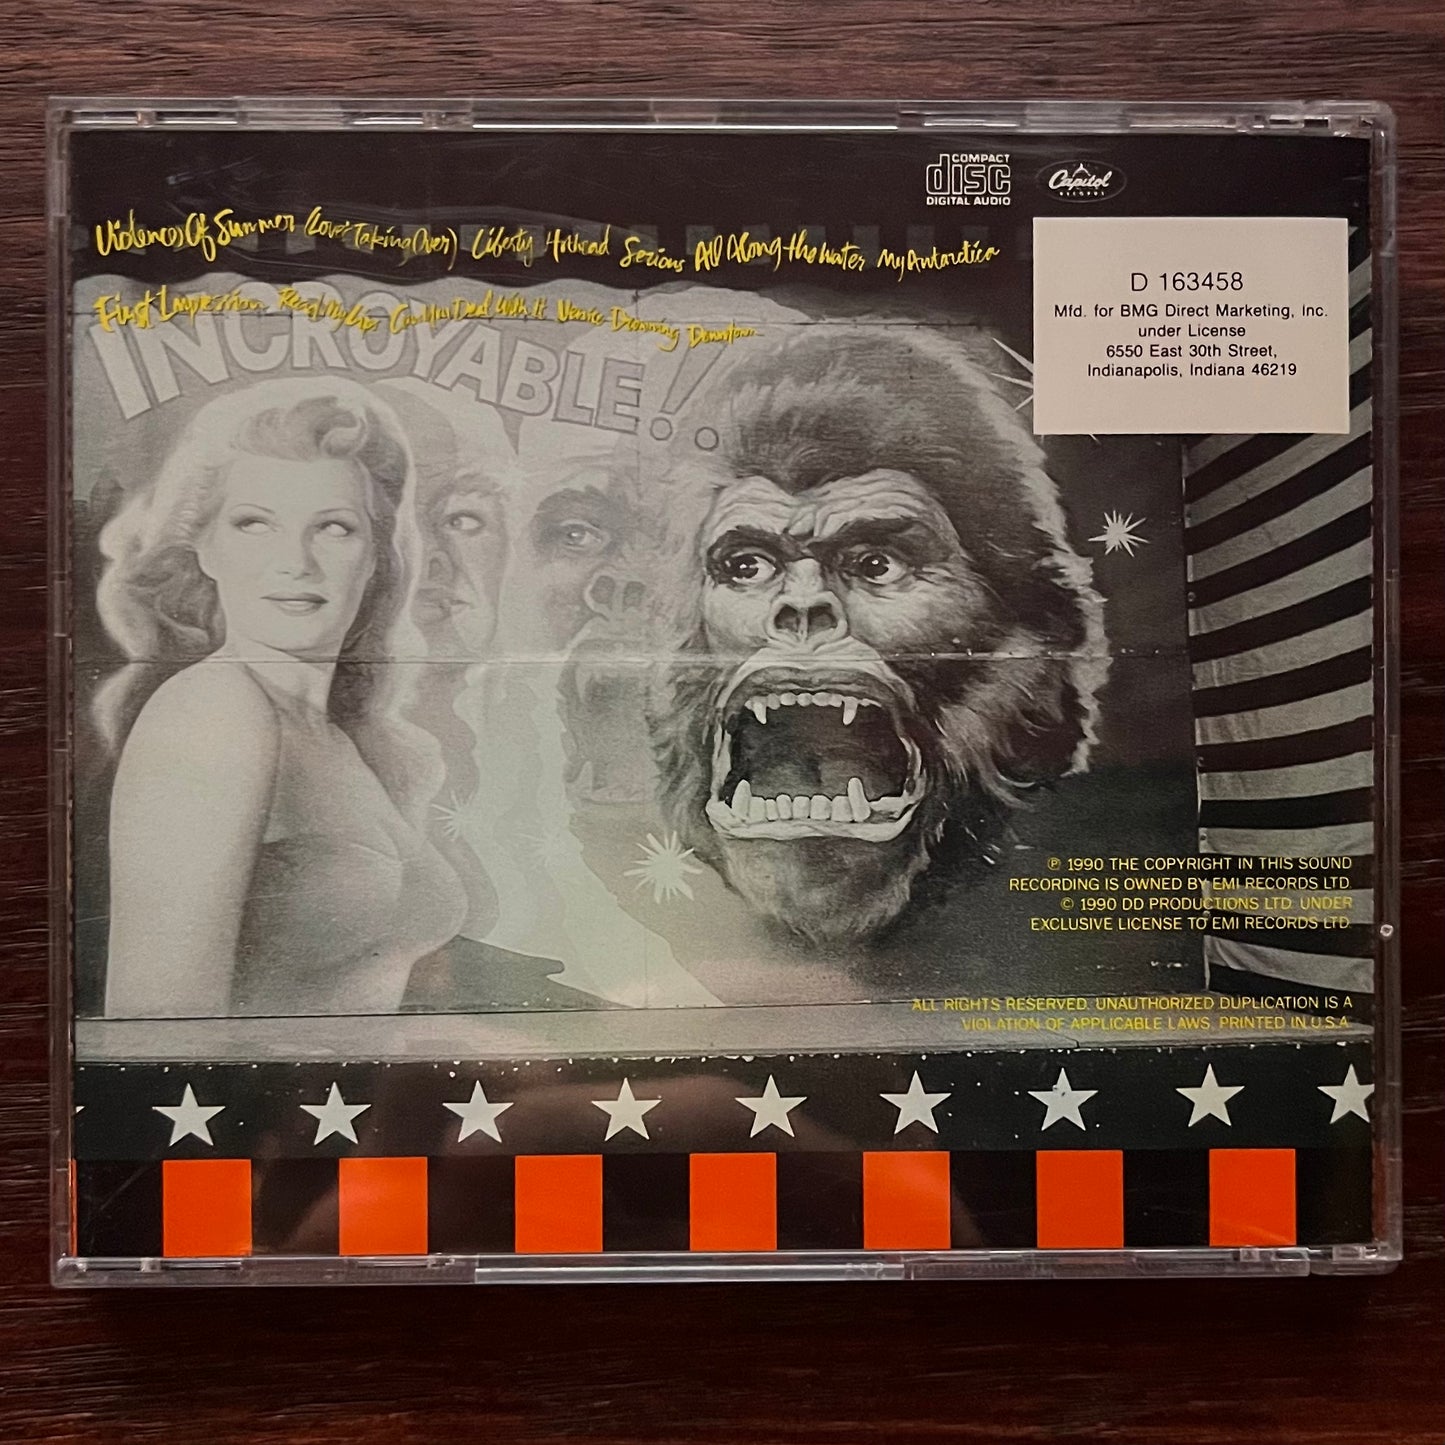 COMPACT
disc
DIGITAL AUDIO
Capitol
RECORDS
Violence Of Summer (Love's Taking Over) Liberty Hothead Serious All Along the water My Antarctica
First Impression Read My Lips Can You Deal With It Venice Drowning Downtown
D 163458
Mfd. for BMG Direct Marketing, Inc.
under License
6550 East 30th Street,
Indianapolis, Indiana 46219
INCROYABLE!..
℗ 1990 THE COPYRIGHT IN THIS SOUND
RECORDING IS OWNED BY EMI RECORDS LTD.
© 1990 DD PRODUCTIONS LTD. UNDER
EXCLUSIVE LICENSE TO EMI RECORDS LTD.
ALL RIGHTS RESERVED. UNAUTHORIZED DUPLICATION IS A
VIOLATION OF APPLICABLE LAWS. PRINTED IN U.S.A.